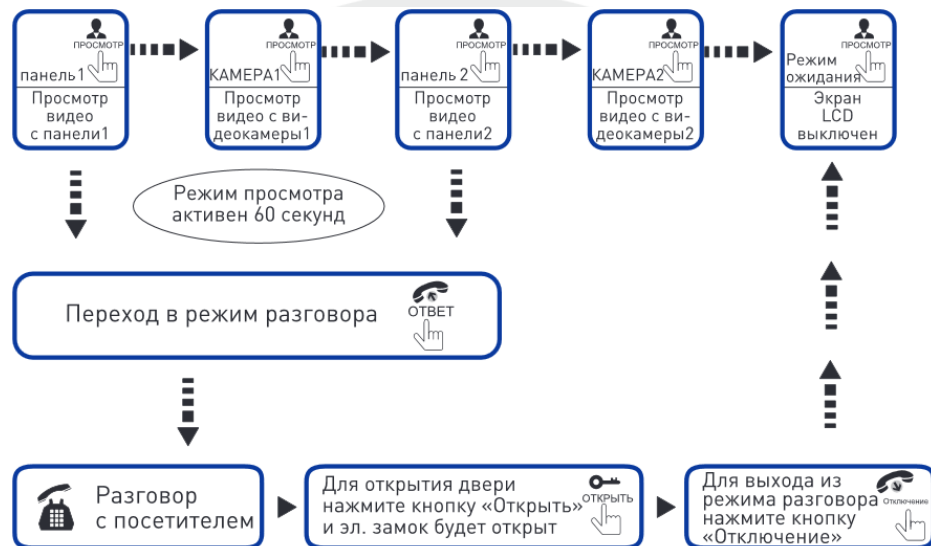 ПРОСМОТР
панель1
Просмотр
видео
с панели1
ПРОСМОТР
КАМЕРА1
Просмотр
видео с ви-
деокамеры1
ПРОСМОТР
панель 2
Просмотр
видео
с панели2
ПРОСМОТР
КАМЕРА2
Просмотр
видео с ви-
деокамеры2
ПРОСМОТР
Режим
ожидания
Экран
LCD
выключен
Режим просмотра
активен 60 секунд
Переход в режим разговора
ОТВЕТ
Разговор
с посетителем
Для открытия двери
нажмите кнопку «Открыть»
и эл. замок будет открыт
ОТКРЫТЬ
Для выхода из
режима разговора
нажмите кнопку
«Отключение»
Отключение